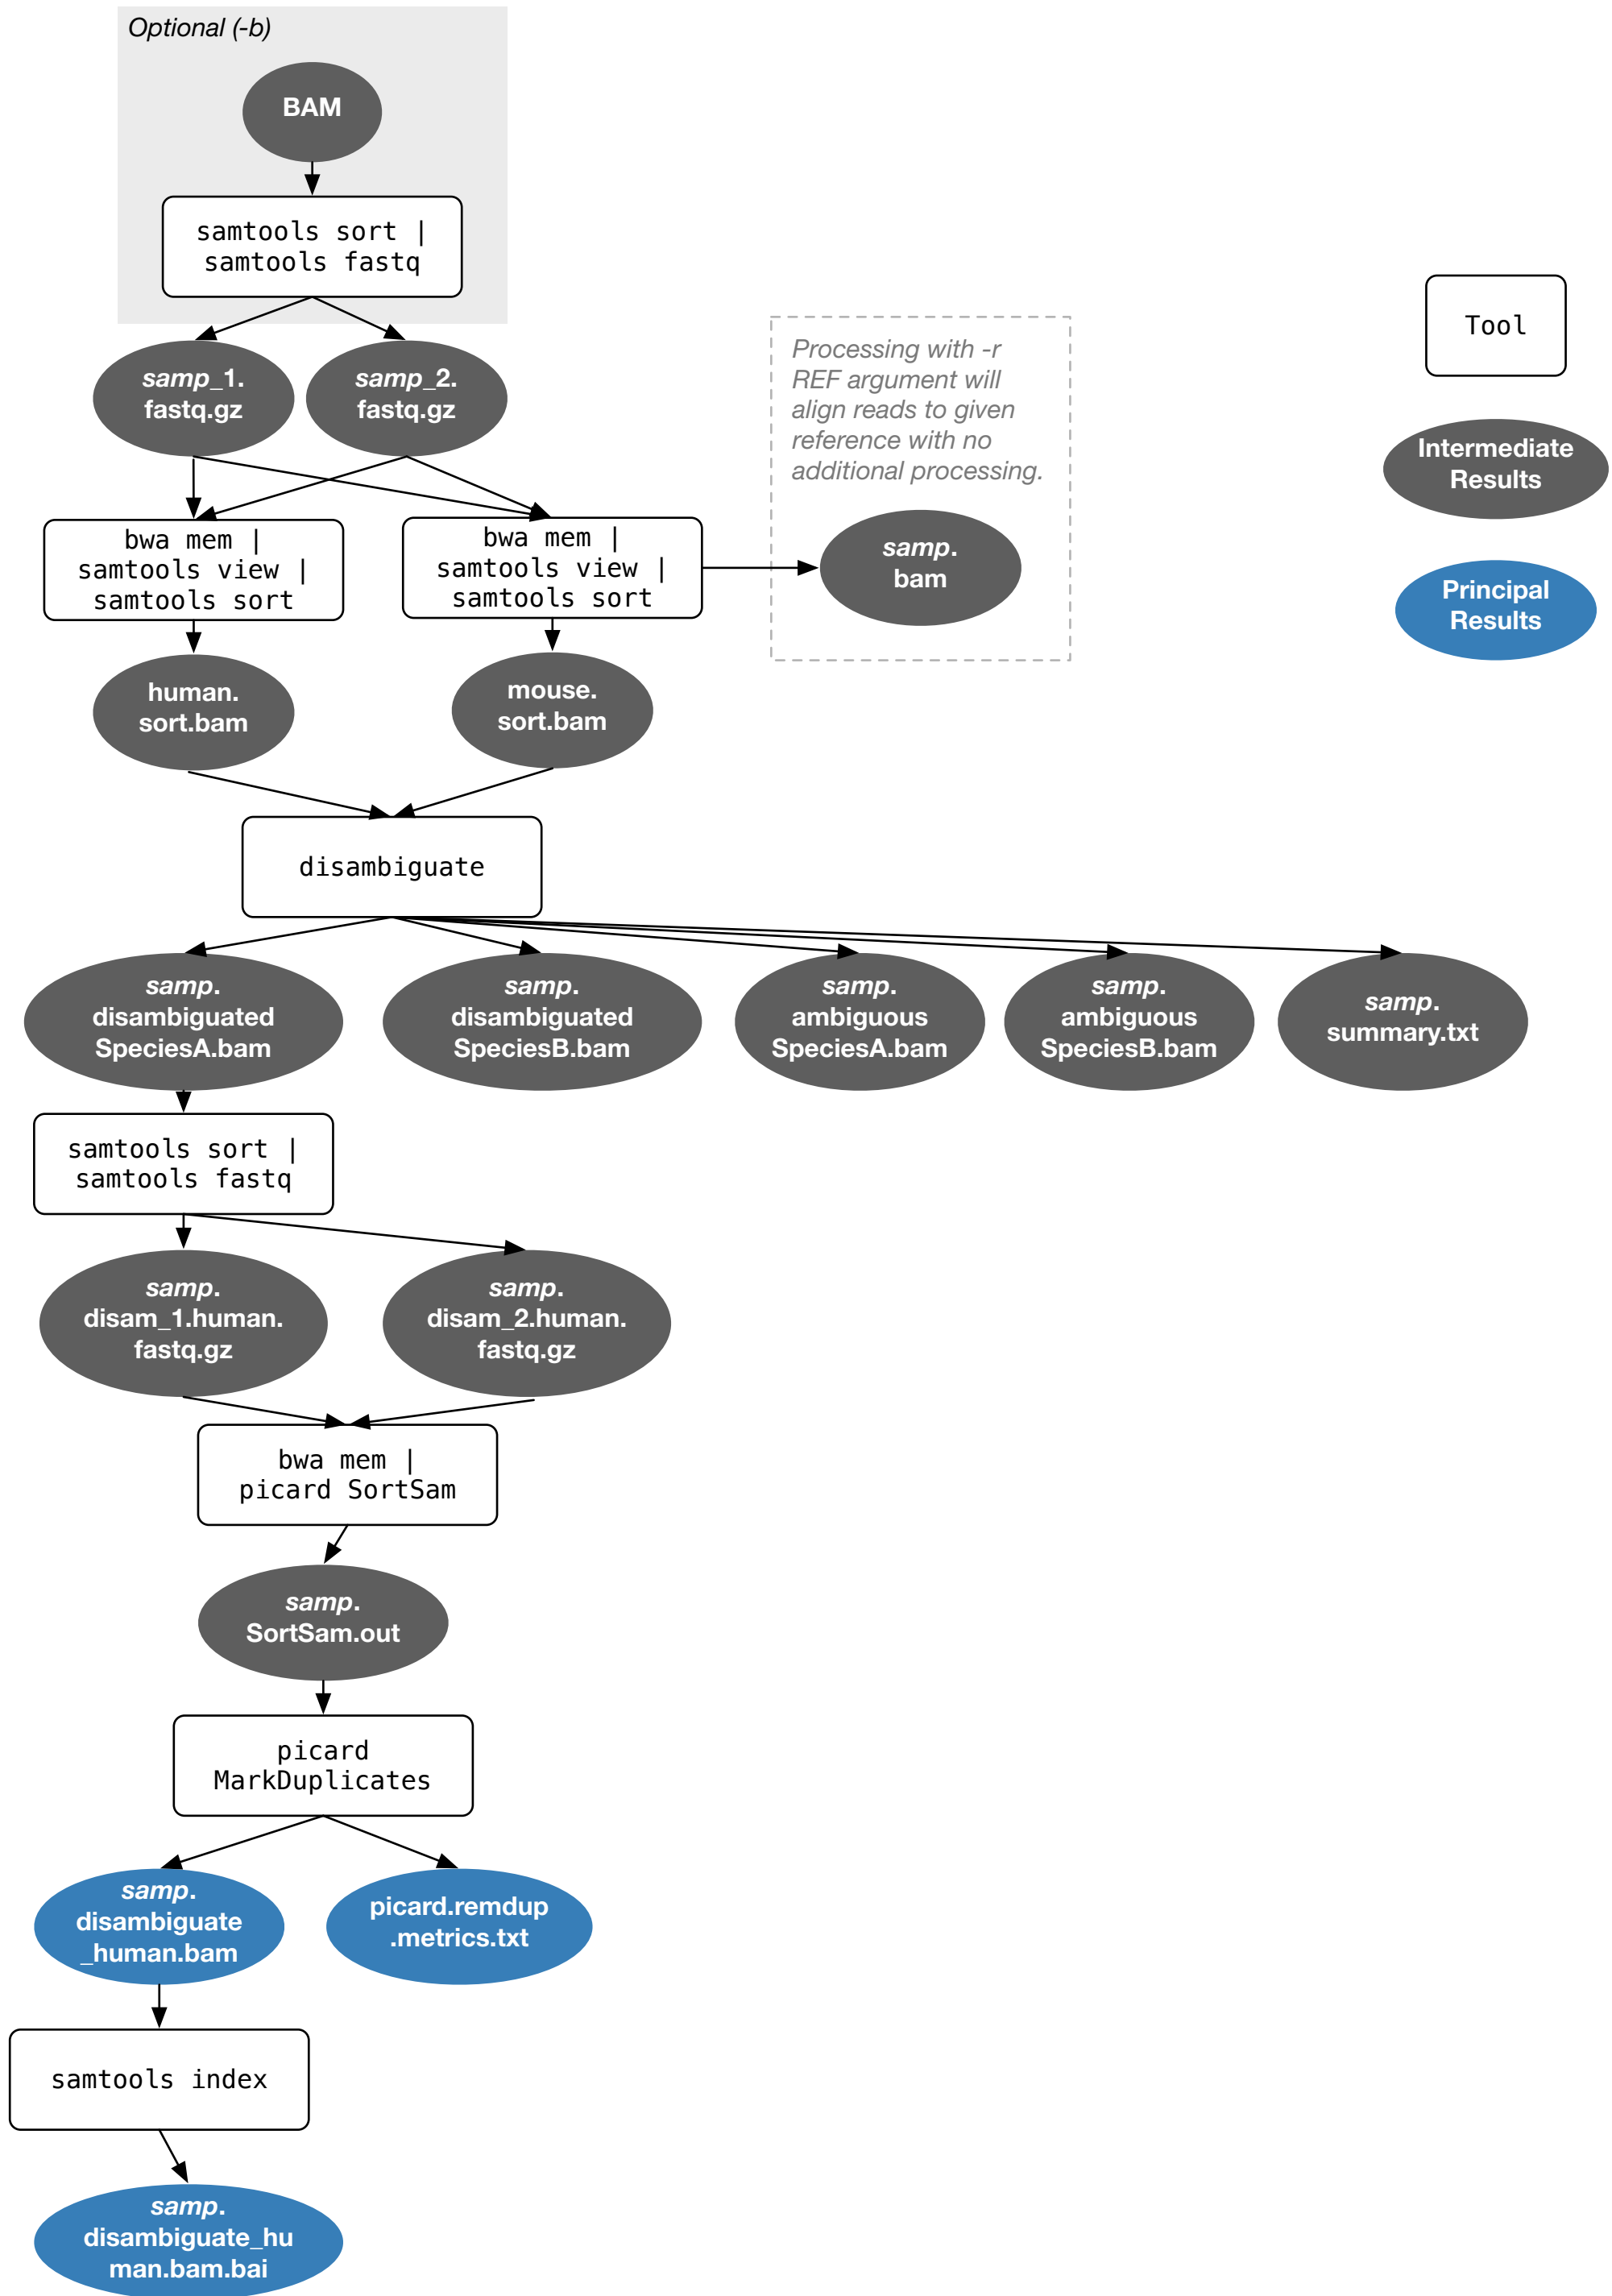 Optional (-b)
BAM
samtools sort |
samtools fastq
samp_1.
fastq.gz
samp_2.
fastq.gz
Processing with -r
REF argument will
align reads to given
reference with no
additional processing.
Tool
Intermediate
Results
Principal
Results
bwa mem |
samtools view |
samtools sort
bwa mem |
samtools view |
samtools sort
samp.
bam
human.
sort.bam
mouse.
sort.bam
disambiguate
samp.
disambiguated
SpeciesA.bam
samp.
disambiguated
SpeciesB.bam
samp.
ambiguous
SpeciesA.bam
samp.
ambiguous
SpeciesB.bam
samp.
summary.txt
samtools sort |
samtools fastq
samp.
disam_1.human.
fastq.gz
samp.
disam_2.human.
fastq.gz
bwa mem |
picard SortSam
samp.
SortSam.out
picard
MarkDuplicates
samp.
disambiguate
_human.bam
picard.remdup
.metrics.txt
samtools index
samp.
disambiguate_hu
man.bam.bai